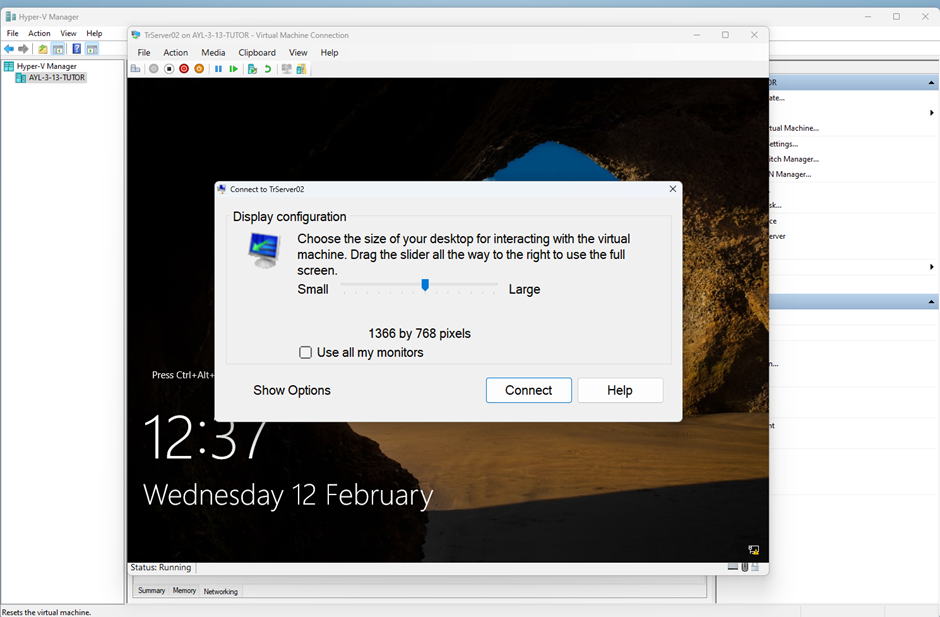 Hyper-V Manager
File Action View Help
Hyper-V Manager
AYL-3-13-TUTOR
TrServer02 on AYL-3-13-TUTOR - Virtual Machine Connection
File Action Media Clipboard View Help
Connect to TrServer02
Display configuration
Choose the size of your desktop for interacting with the virtual
machine. Drag the slider all the way to the right to use the full
screen.
Small Large
1366 by 768 pixels
Use all my monitors
Show Options Connect Help
Press Ctrl+Alt+
12:37
Wednesday 12 February
Status: Running
Summary Memory Networking
OR
ate...
tual Machine...
ettings...
itch Manager...
N Manager...
sk...
ce
erver
n...
nt
Resets the virtual machine.